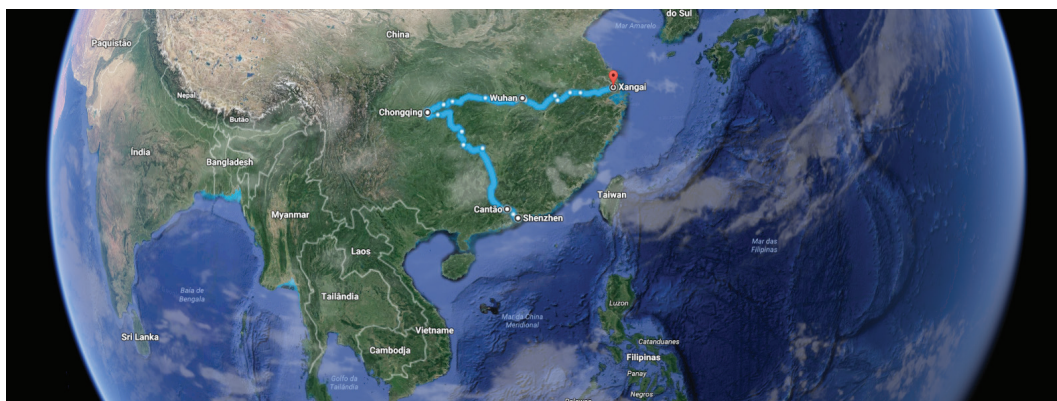 do Sul
Mar Amarelo
China
Paquistão
Xangai
Wuhan
Nepal
Chongqing
Butão
Índia
Bangladesh
Taiwan
Cantão
Myanmar
Shenzhen
Mar das
Filipinas
Laos
Baía de
Bengala
Tailândia
Luzon
Mar da China
Meridional
Vietname
Sri Lanka
Catanduanes
Cambodja
Filipinas
Golfo da
Tailândia
Panay
Negros